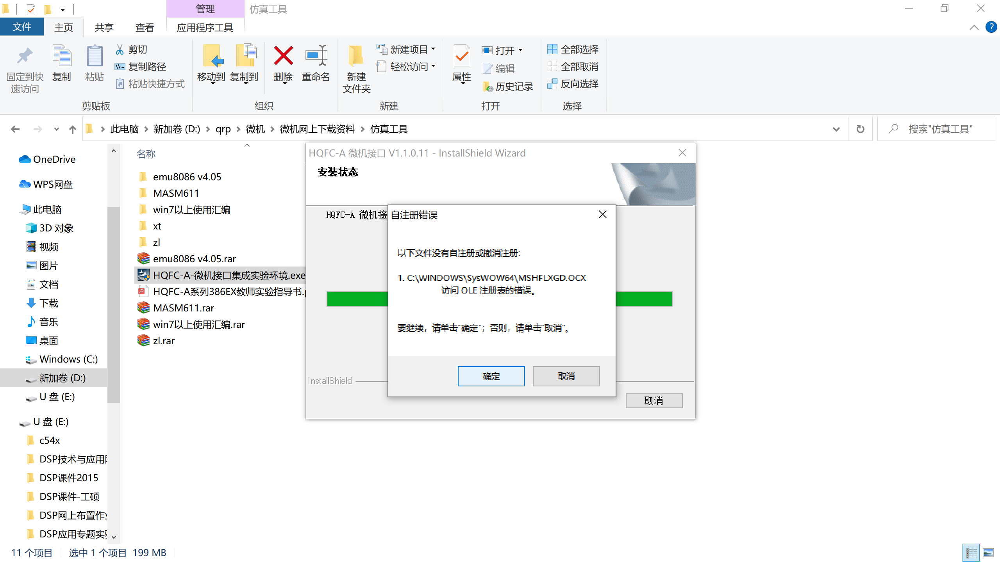 管理
仿真工具
文件
主页
共享
查看
应用程序工具
固定到快
速访问
复制
粘贴
剪切
复制路径
粘贴快捷方式
剪贴板
移动到
复制到
删除
重命名
组织
新建
文件夹
新建项目
轻松访问
新建
属性
打开
编辑
历史记录
打开
全部选择
全部取消
反向选择
选择
此电脑 新加卷 (D:) qrp 微机 微机网上下载资料 仿真工具
搜索"仿真工具"
OneDrive
WPS网盘
此电脑
3D 对象
视频
图片
文档
下载
音乐
桌面
Windows (C:)
新加卷 (D:)
U 盘 (E:)
U 盘 (E:)
c54x
DSP技术与应用
DSP课件2015
DSP课件-工硕
DSP网上布置作
DSP应用专题实
名称
emu8086 v4.05
MASM611
win7以上使用汇编
xt
zl
emu8086 v4.05.rar
HQFC-A-微机接口集成实验环境.exe
HQFC-A系列386EX教师实验指导书.
MASM611.rar
win7以上使用汇编.rar
zl.rar
HQFC-A 微机接口 V1.1.0.11 - InstallShield Wizard
安装状态
HQFC-A 微机接
自注册错误
以下文件没有自注册或撤消注册:
1. C:\WINDOWS\SysWOW64\MSHFLXGD.OCX
访问 OLE 注册表的错误。
要继续，请单击"确定"；否则，请单击"取消"。
确定
取消
InstallShield
取消
11 个项目
选中 1 个项目 199 MB